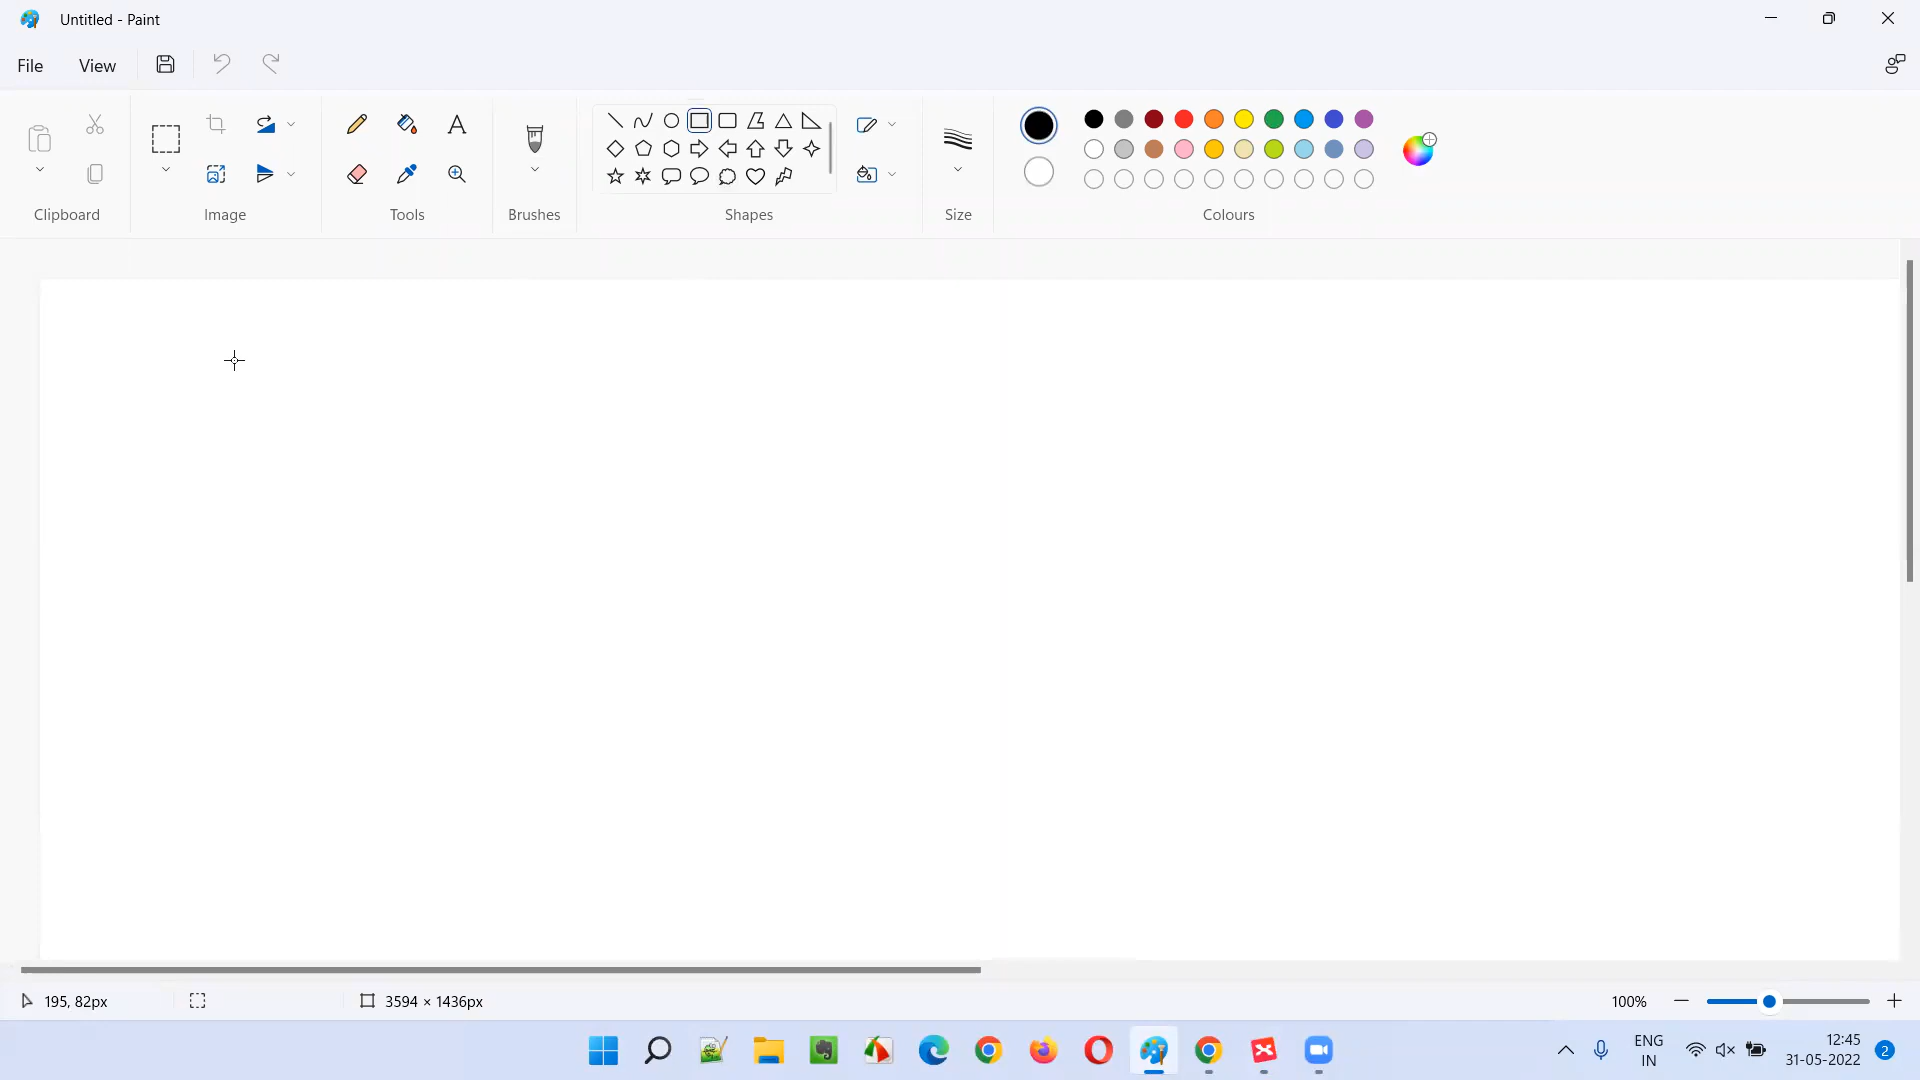 Untitled - Paint
File View
Clipboard
Image
Tools
Brushes
Shapes
Size
Colours
195, 82px
3594 × 1436px
100%
ENG
IN
12:45
31-05-2022
2